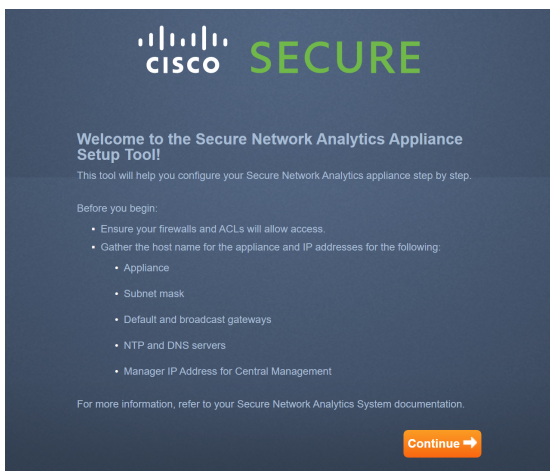 CISCO SECURE
Welcome to the Secure Network Analytics Appliance
Setup Tool!
This tool will help you configure your Secure Network Analytics appliance step by step.
Before you begin:
• Ensure your firewalls and ACLs will allow access.
• Gather the host name for the appliance and IP addresses for the following:
• Appliance
• Subnet mask
• Default and broadcast gateways
• NTP and DNS servers
• Manager IP Address for Central Management
For more information, refer to your Secure Network Analytics System documentation.
Continue